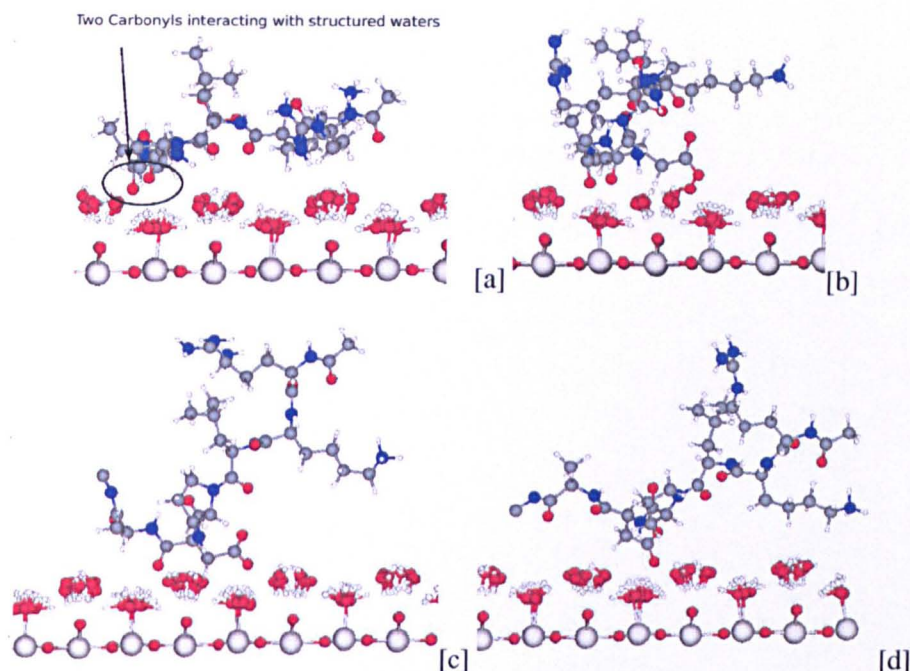 Two Carbonyls interacting with structured waters
[a]
[b]
[c]
[d]